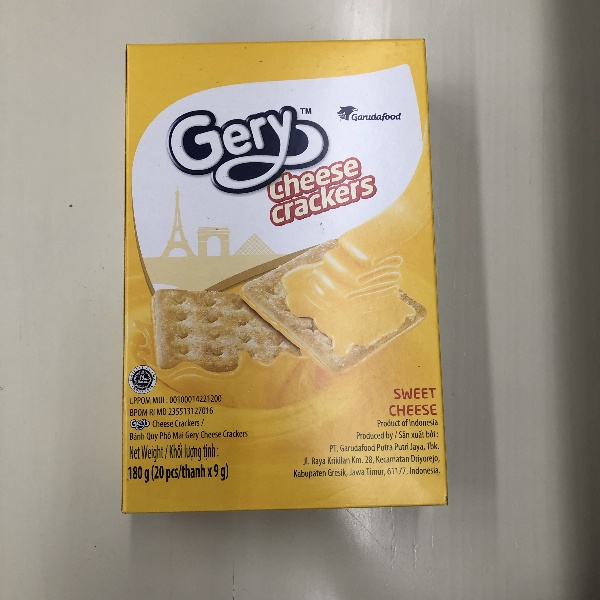 Gery™
Garudafood
cheese
crackers
LPPOM MUI : 00100014221200
BPOM RI MD 235513127016
Gery Cheese Crackers /
Bánh Quy Phô Mai Gery Cheese Crackers
Net Weight / Khối lượng tịnh :
180 g (20 pcs/thanh x 9 g)
SWEET
CHEESE
Product of Indonesia
Produced by / Sản xuất bởi :
PT. Garudafood Putra Putri Jaya, Tbk.
Jl. Raya Krikilan Km. 28, Kecamatan Driyorejo,
Kabupaten Gresik, Jawa Timur, 61177, Indonesia.